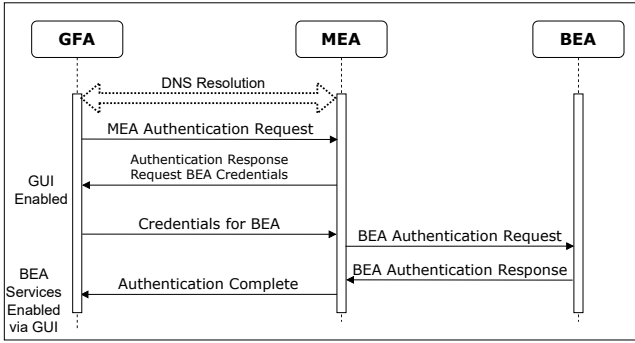 GFA
MEA
BEA
DNS Resolution
MEA Authentication Request
Authentication Response
Request BEA Credentials
GUI
Enabled
Credentials for BEA
BEA Authentication Request
BEA Authentication Response
BEA
Services
Enabled
via GUI
Authentication Complete